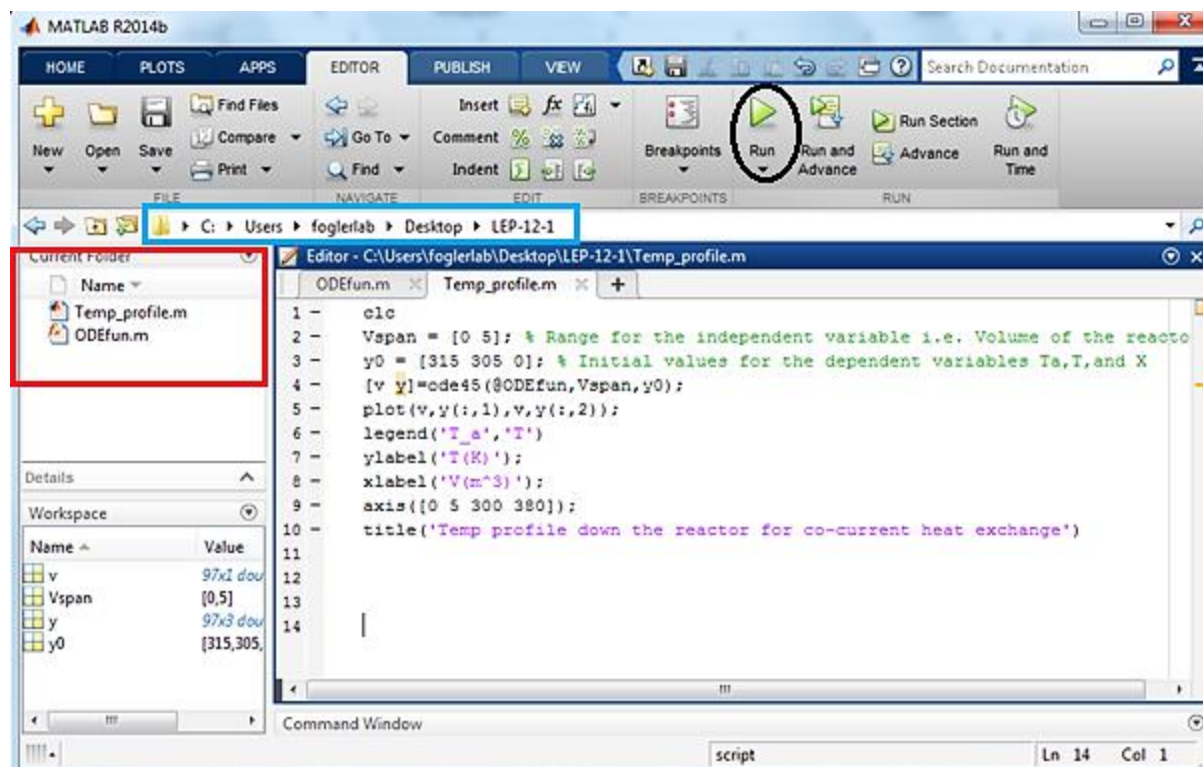 MATLAB R2014b
HOME PLOTS APPS EDITOR PUBLISH VIEW Search Documentation
Find Files Insert fx
New Open Save Compare Go To Comment Breakpoints Run Run and Advance Run Section Advance Run and Time
Print Find Indent
FILE NAVIGATE EDIT BREAKPOINTS RUN
C: Users foglerlab Desktop LEP-12-1
Current Folder
Name
Temp_profile.m
ODEfun.m
Details
Workspace
Name Value
v 97x1 dou
Vspan [0,5]
y 97x3 dou
y0 [315,305,
Editor - C:\Users\foglerlab\Desktop\LEP-12-1\Temp_profile.m
ODEfun.m Temp_profile.m +
1 - clc
2 - Vspan = [0 5]; % Range for the independent variable i.e. Volume of the reacto
3 - y0 = [315 305 0]; % Initial values for the dependent variables Ta,T,and X
4 - [v y]=ode45(@ODEfun,Vspan,y0);
5 - plot(v,y(:,1),v,y(:,2));
6 - legend('T_a','T')
7 - ylabel('T(K)');
8 - xlabel('V(m^3)');
9 - axis([0 5 300 380]);
10 - title('Temp profile down the reactor for co-current heat exchange')
11
12
13
14
Command Window
script Ln 14 Col 1